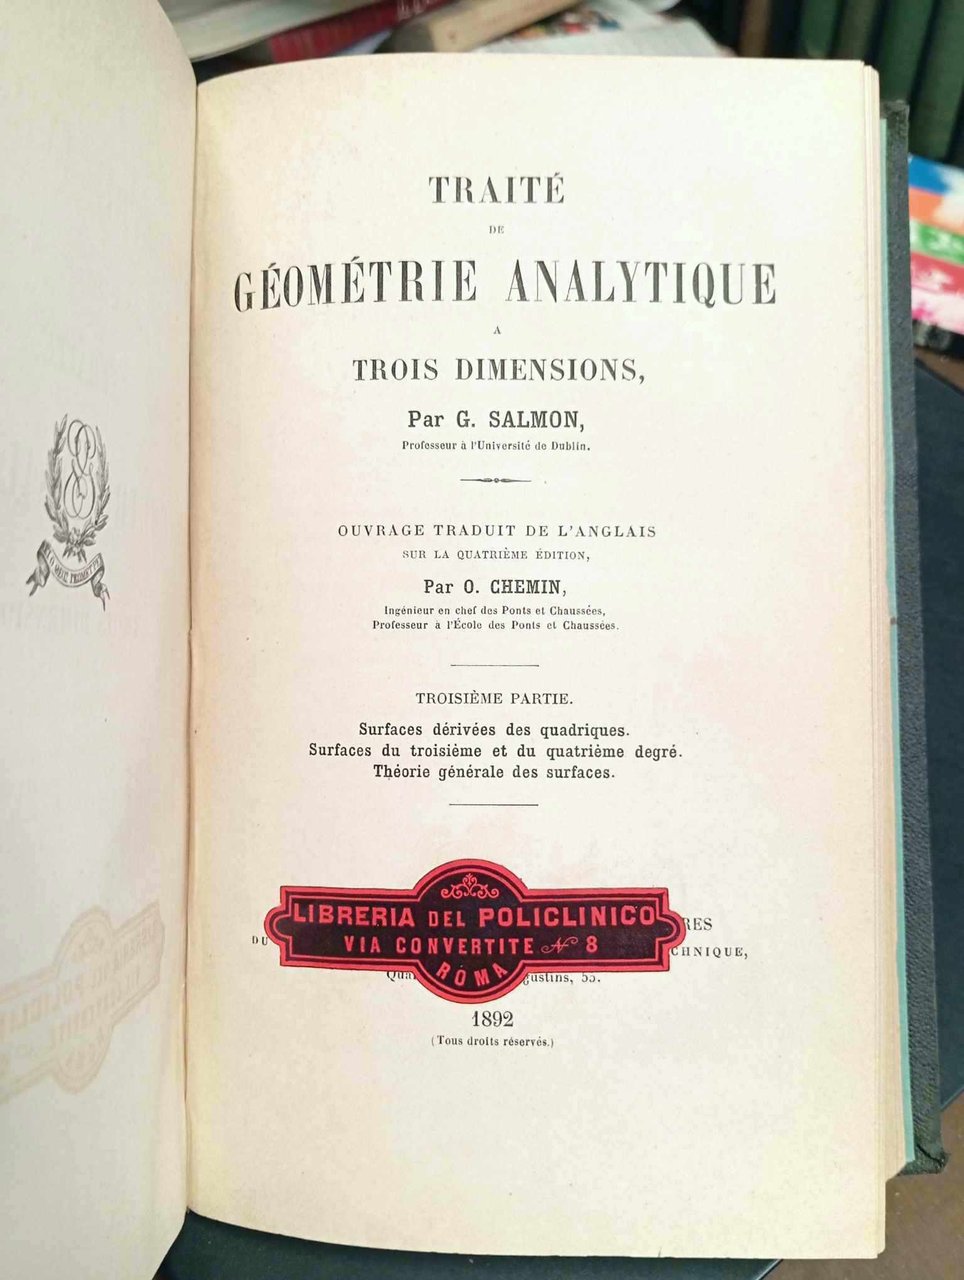 TRAITÉ
DE
GÉOMÉTRIE ANALYTIQUE
A
TROIS DIMENSIONS,
Par G. SALMON,
Professeur à l'Université de Dublin.
OUVRAGE TRADUIT DE L'ANGLAIS
SUR LA QUATRIÈME ÉDITION,
Par O. CHEMIN,
Ingénieur en chef des Ponts et Chaussées,
Professeur à l'École des Ponts et Chaussées.
TROISIÈME PARTIE.
Surfaces dérivées des quadriques.
Surfaces du troisième et du quatrième degré.
Théorie générale des surfaces.
LIBRERIA DEL POLICLINICO
VIA CONVERTITE No 8
ROMA
DU
55.
1892
(Tous droits réservés.)